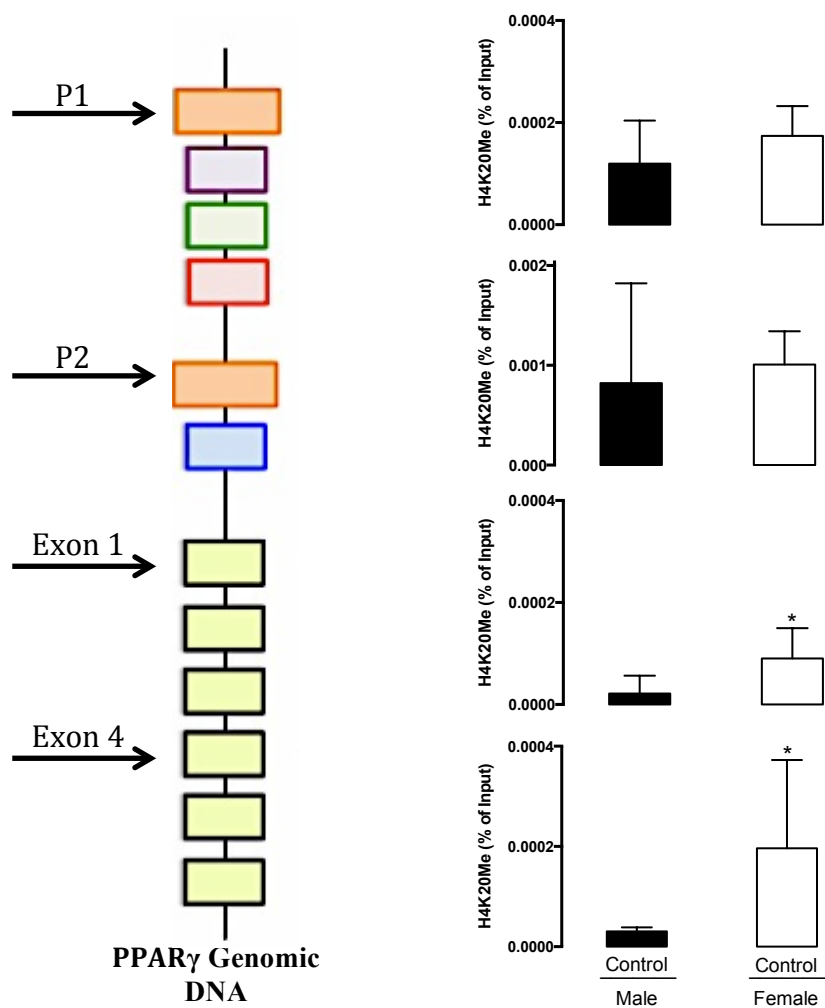 P1
P2
Exon 1
Exon 4
PPARγ Genomic
DNA
H4K20Me (% of Input)
0.0004
0.0002
0.0000
H4K20Me (% of Input)
0.002
0.001
0.000
H4K20Me (% of Input)
0.0004
0.0002
0.0000
*
H4K20Me (% of Input)
0.0004
0.0002
0.0000
*
Control Control
Male Female